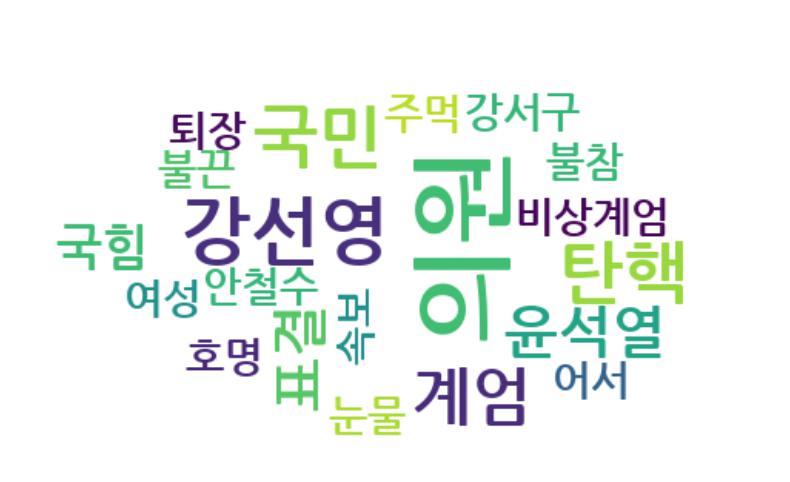 주먹
강서구
퇴장
국민
불끈
불참
의원
강선영
비상계엄
국힘
탄핵
여성
안철수
속보
표결
윤석열
호명
계엄
어서
눈물